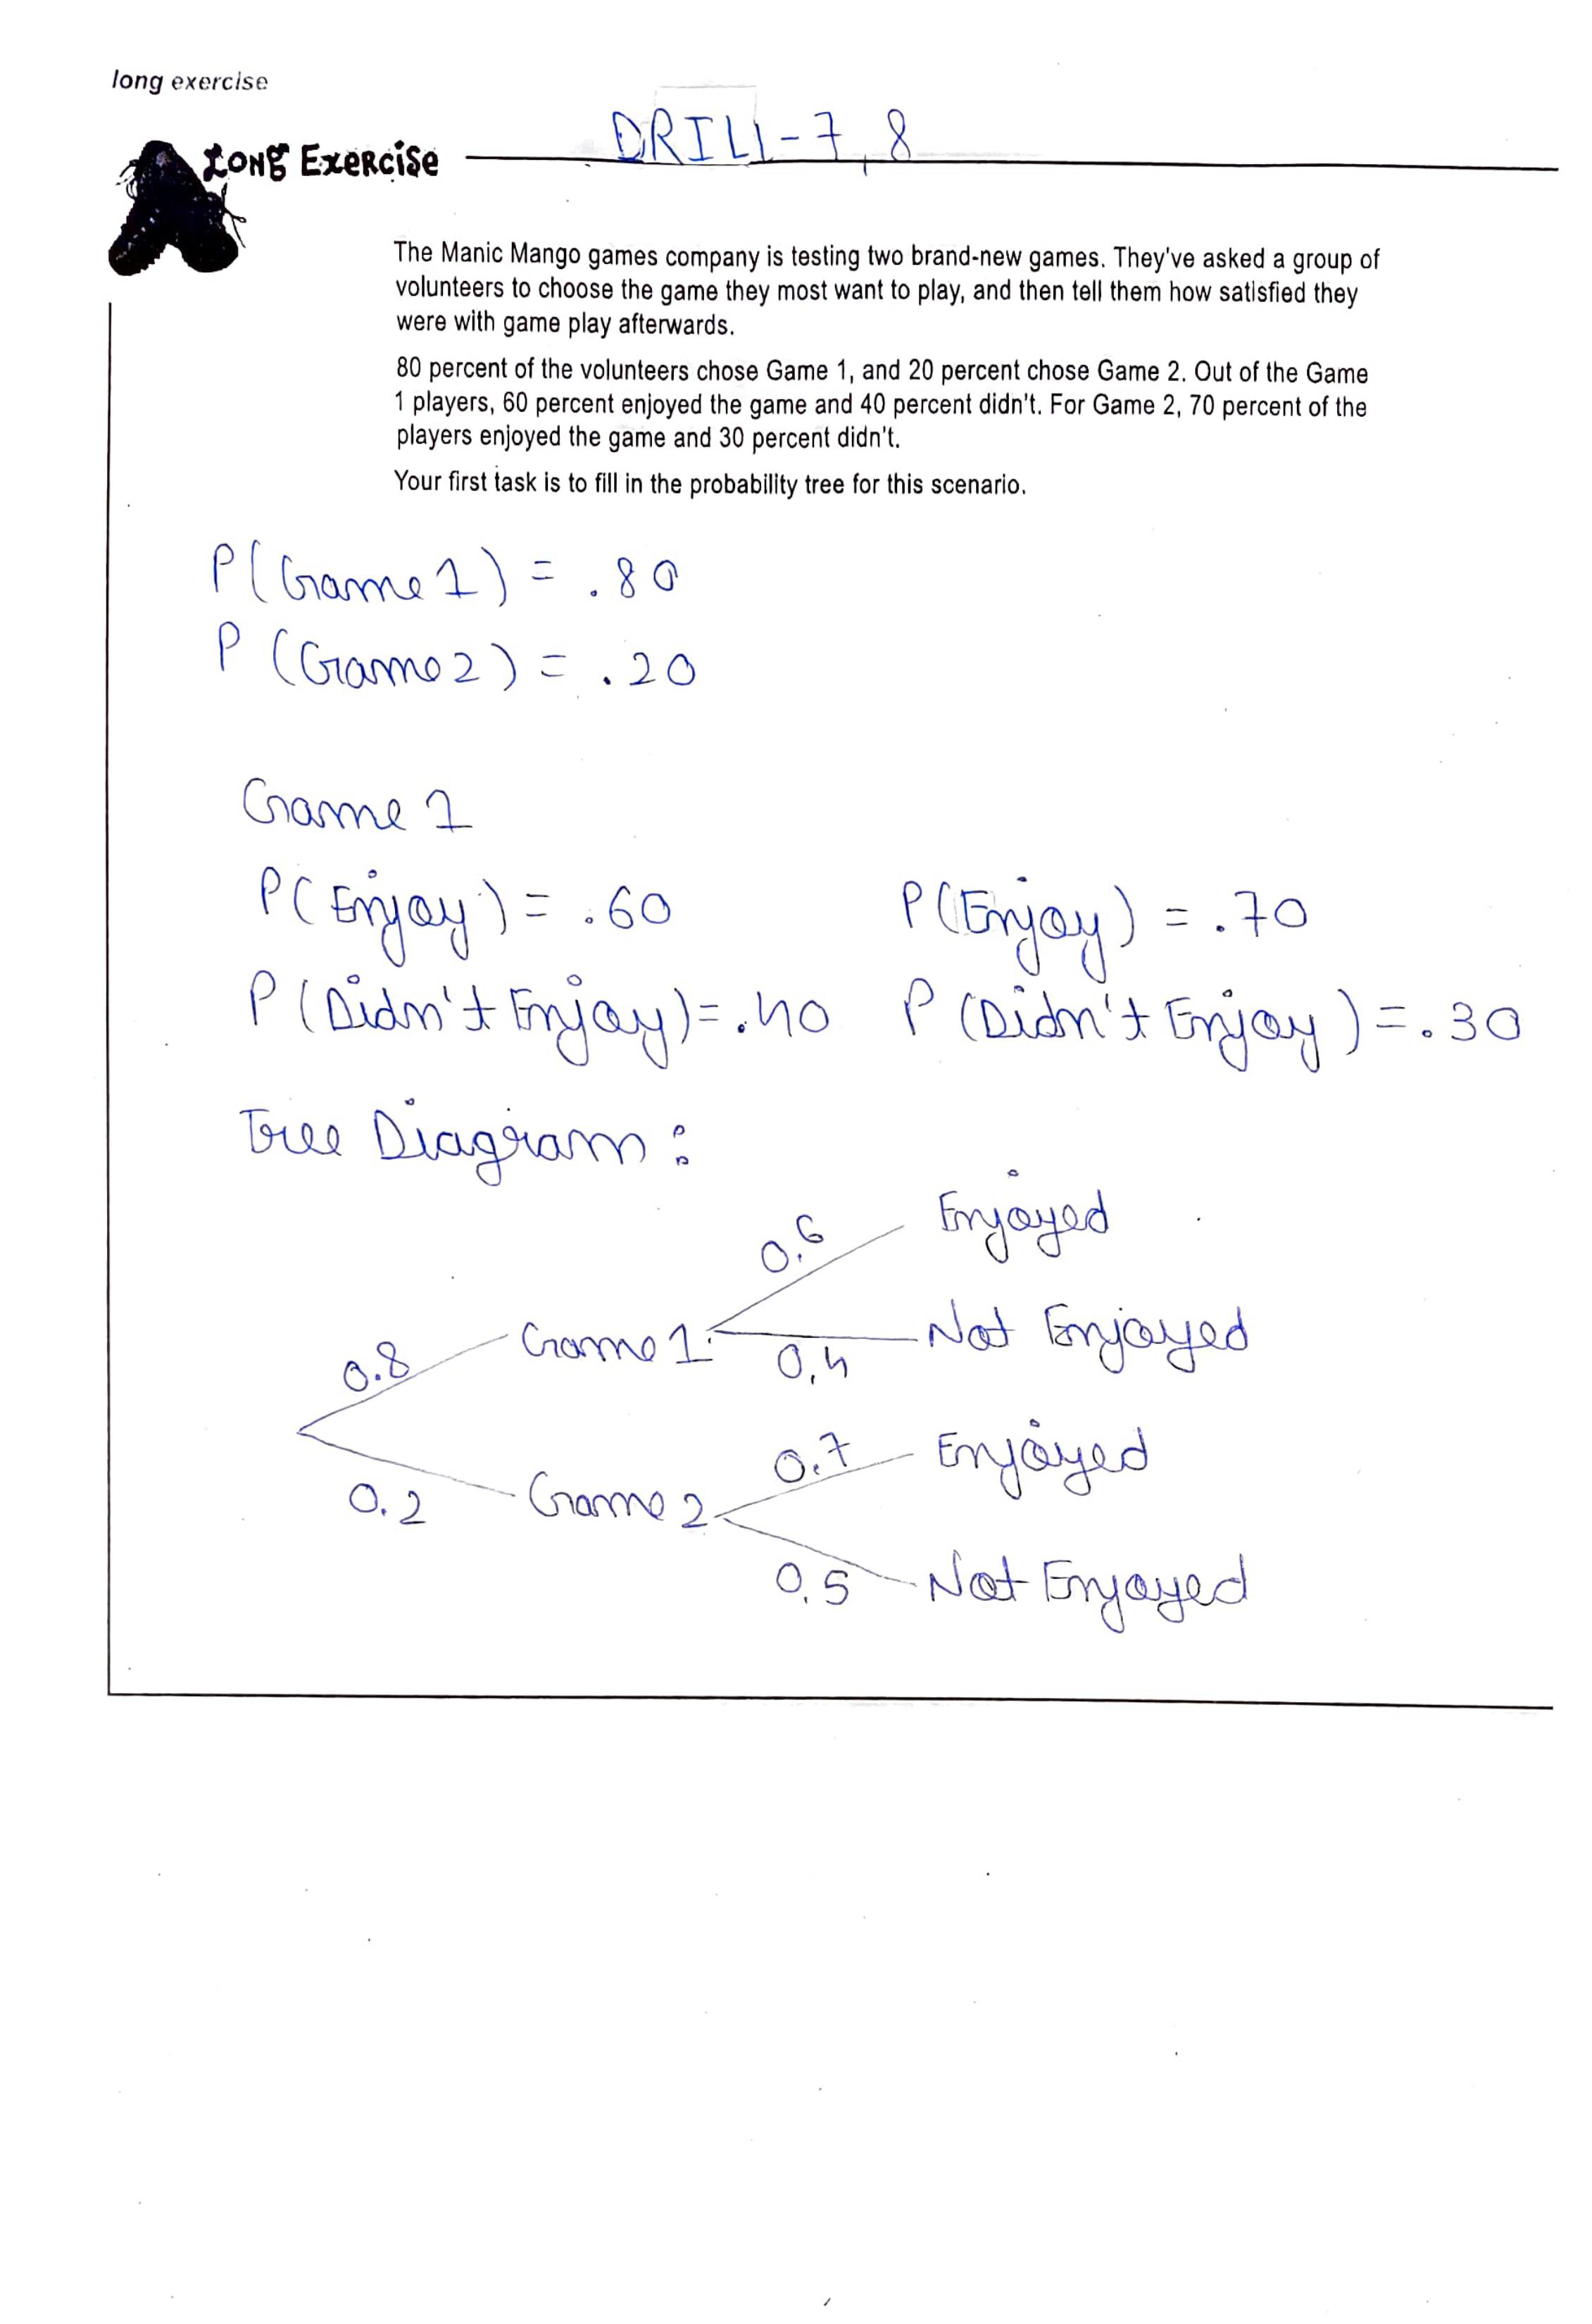 long exercise
DRILL-7,8
LONG EXERCISE
The Manic Mango games company is testing two brand-new games. They've asked a group of
volunteers to choose the game they most want to play, and then tell them how satisfied they
were with game play afterwards.
80 percent of the volunteers chose Game 1, and 20 percent chose Game 2. Out of the Game
1 players, 60 percent enjoyed the game and 40 percent didn't. For Game 2, 70 percent of the
players enjoyed the game and 30 percent didn't.
Your first task is to fill in the probability tree for this scenario.
P(Game 1) = .80
P (Game 2) = .20
Game 1
P(Enjoy) = .60 P(Enjoy) = .70
P(Didn't Enjoy) = .40 P (Didn't Enjoy) = .30
Tree Diagram :
0.6 Enjoyed
0.8 Game 1 0.4 Not Enjoyed
0.7 Enjoyed
0.2 Game 2
0.5 Not Enjoyed